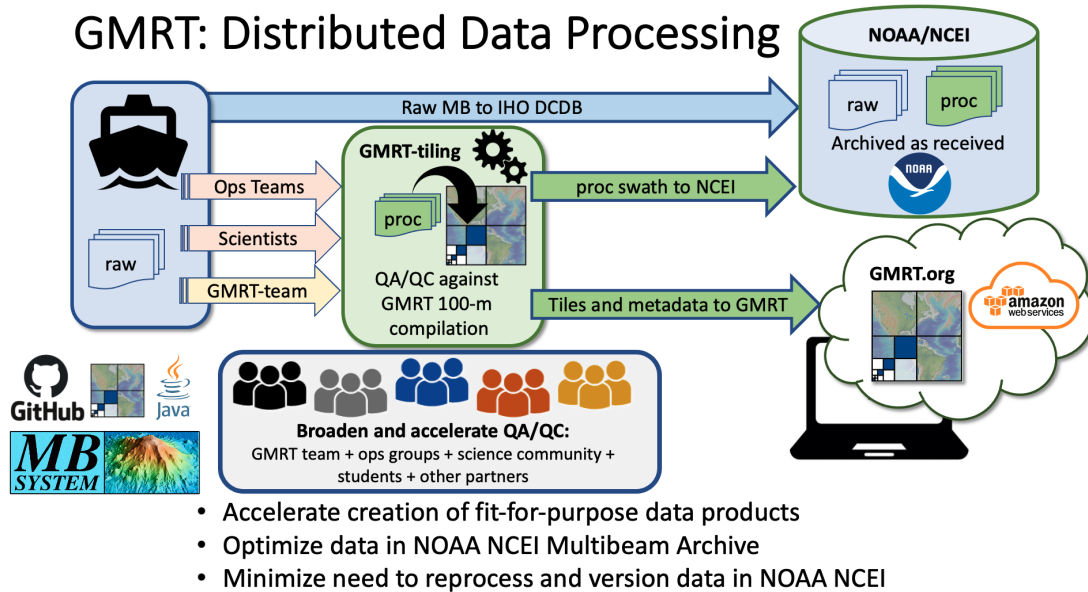 GMRT: Distributed Data Processing
NOAA/NCEI
Raw MB to IHO DCDB
raw
proc
Archived as received
NOAA
GMRT-tiling
Ops Teams
Scientists
GMRT-team
raw
proc
QA/QC against
GMRT 100-m
compilation
proc swath to NCEI
Tiles and metadata to GMRT
GMRT.org
amazon
web services
GitHub
Java
MB
SYSTEM
Broaden and accelerate QA/QC:
GMRT team + ops groups + science community +
students + other partners
• Accelerate creation of fit-for-purpose data products
• Optimize data in NOAA NCEI Multibeam Archive
• Minimize need to reprocess and version data in NOAA NCEI